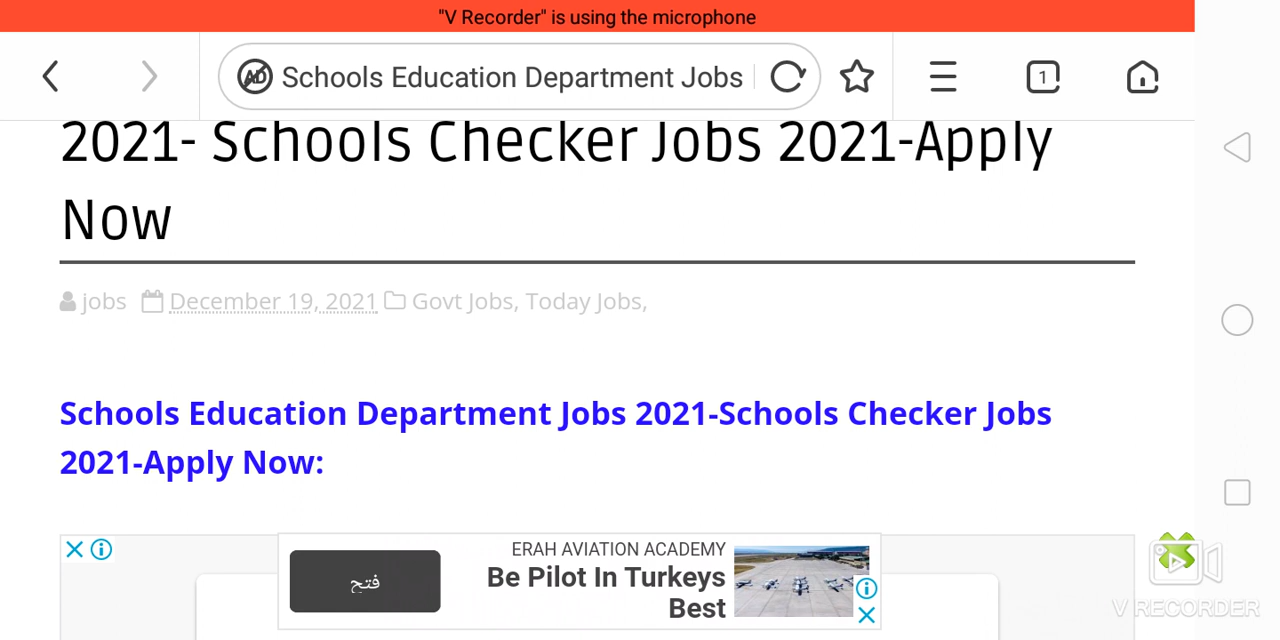 "V Recorder" is using the microphone
AD
Schools Education Department Jobs
1
2021- Schools Checker Jobs 2021-Apply
Now
jobs December 19, 2021 Govt Jobs, Today Jobs,
Schools Education Department Jobs 2021-Schools Checker Jobs
2021-Apply Now:
ERAH AVIATION ACADEMY
Be Pilot In Turkeys
Best
فتح
V RECORDER